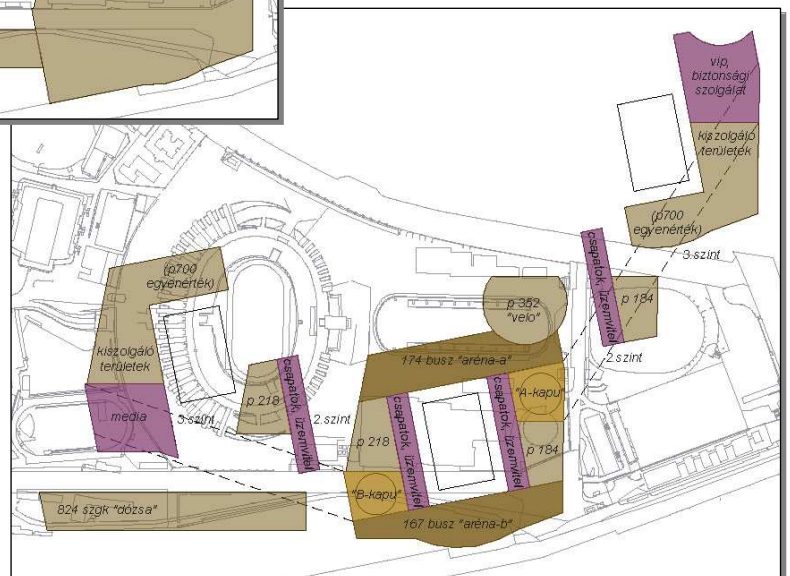 vip,
biztonsági
szolgálat
kiszolgáló
területek
(p700
egyenérték)
3.szint
csapatok, üzemvitel
p 184
2.szint
(p700
egyenérték)
kiszolgáló
területek
media
3.szint
p 218
csapatok, üzemvitel
2.szint
p 352
"velo"
174 busz "aréna-a"
csapatok, üzemvitel
"A-kapu"
p 218
csapatok, üzemvitel
p 184
"B-kapu"
167 busz "aréna-b"
824 szgk "dózsa"